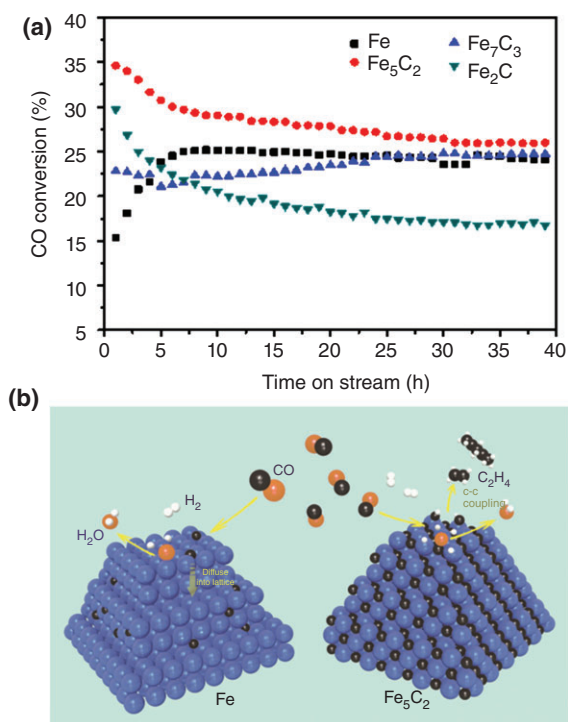 (a)
Fe
Fe₇C₃
Fe₅C₂
Fe₂C
CO conversion (%)
40
35
30
25
20
15
10
5
0
5
10
15
20
25
30
35
40
Time on stream (h)
(b)
CO
C₂H₄
H₂
c-c
coupling
H₂O
Diffuse
into lattice
Fe
Fe₅C₂